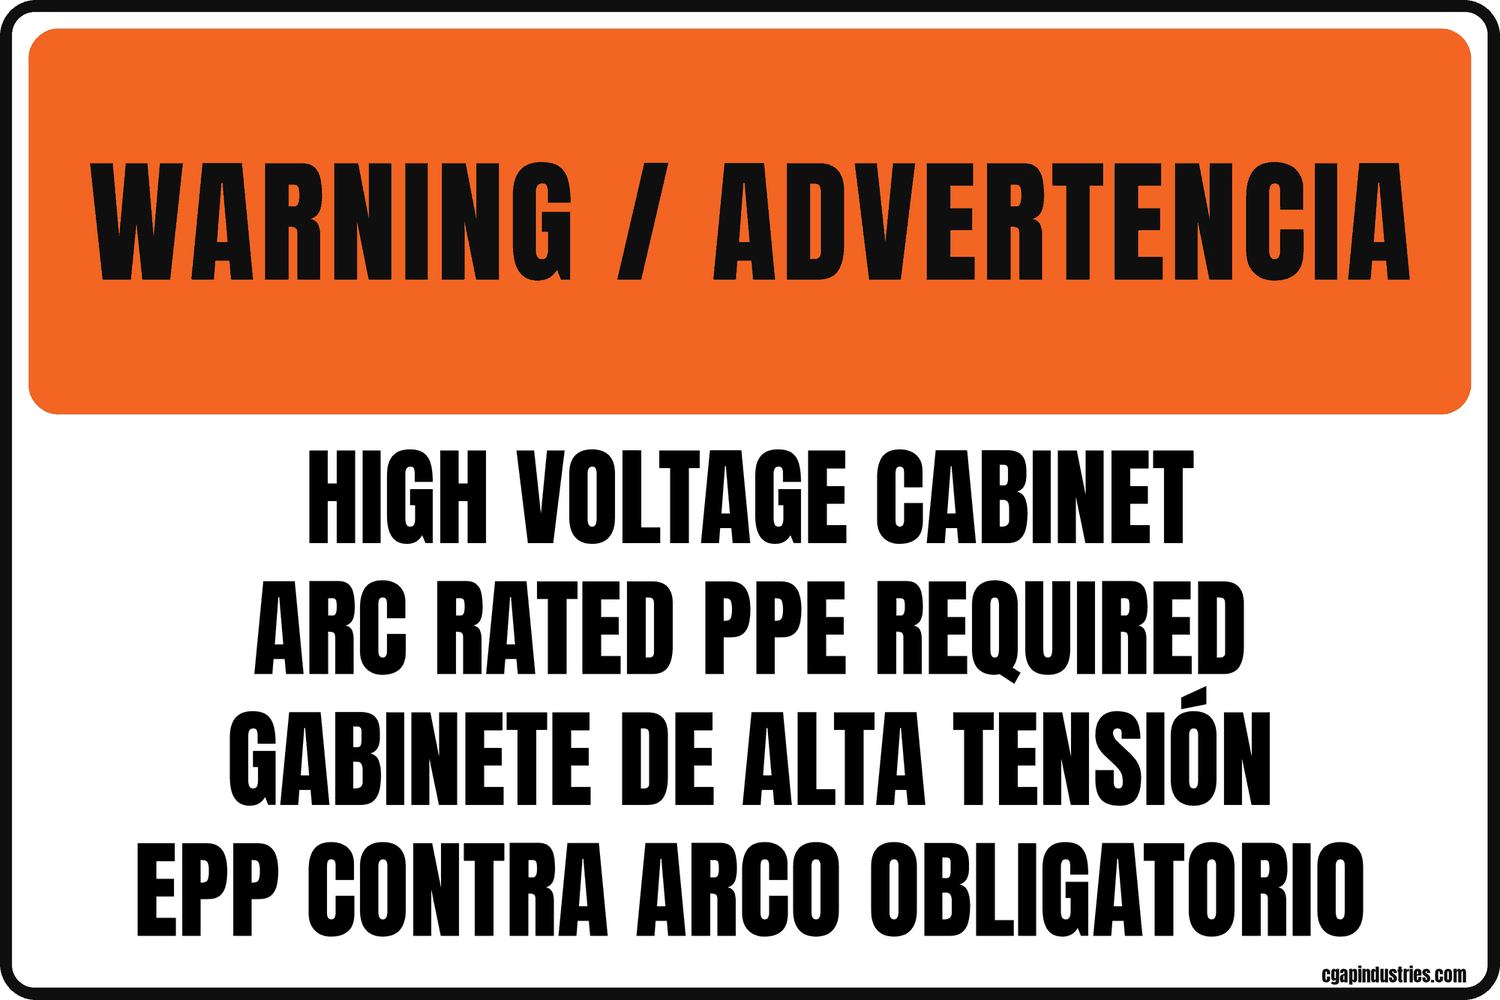 WARNING / ADVERTENCIA
HIGH VOLTAGE CABINET
ARC RATED PPE REQUIRED
GABINETE DE ALTA TENSIÓN
EPP CONTRA ARCO OBLIGATORIO
cgapindustries.com